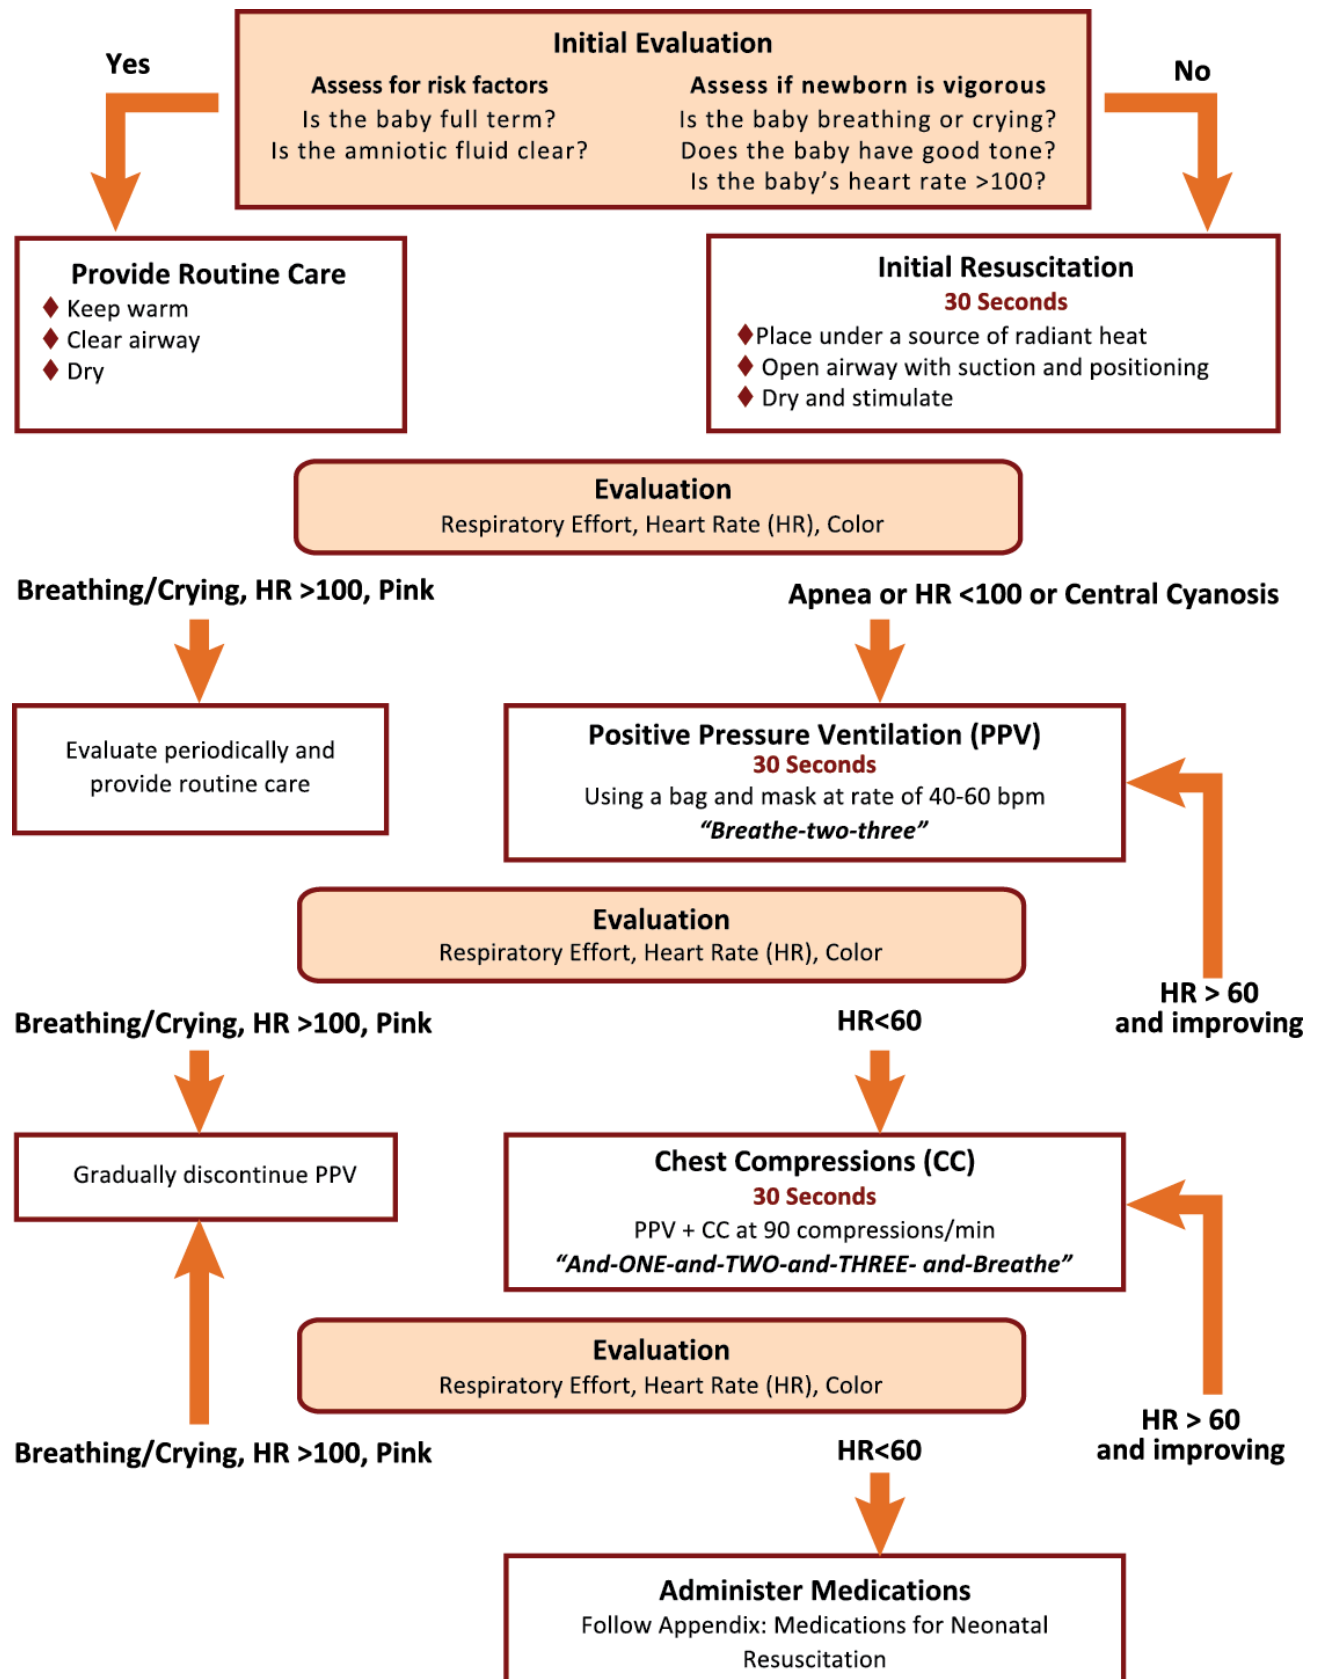 Initial Evaluation
Yes
No
Assess for risk factors
Is the baby full term?
Is the amniotic fluid clear?
Assess if newborn is vigorous
Is the baby breathing or crying?
Does the baby have good tone?
Is the baby's heart rate >100?
Provide Routine Care
♦ Keep warm
♦ Clear airway
♦ Dry
Initial Resuscitation
30 Seconds
♦Place under a source of radiant heat
♦ Open airway with suction and positioning
♦ Dry and stimulate
Evaluation
Respiratory Effort, Heart Rate (HR), Color
Breathing/Crying, HR >100, Pink
Apnea or HR <100 or Central Cyanosis
Evaluate periodically and
provide routine care
Positive Pressure Ventilation (PPV)
30 Seconds
Using a bag and mask at rate of 40-60 bpm
“Breathe-two-three”
Evaluation
Respiratory Effort, Heart Rate (HR), Color
Breathing/Crying, HR >100, Pink
HR<60
HR > 60
and improving
Gradually discontinue PPV
Chest Compressions (CC)
30 Seconds
PPV + CC at 90 compressions/min
“And-ONE-and-TWO-and-THREE- and-Breathe”
Evaluation
Respiratory Effort, Heart Rate (HR), Color
Breathing/Crying, HR >100, Pink
HR<60
HR > 60
and improving
Administer Medications
Follow Appendix: Medications for Neonatal
Resuscitation